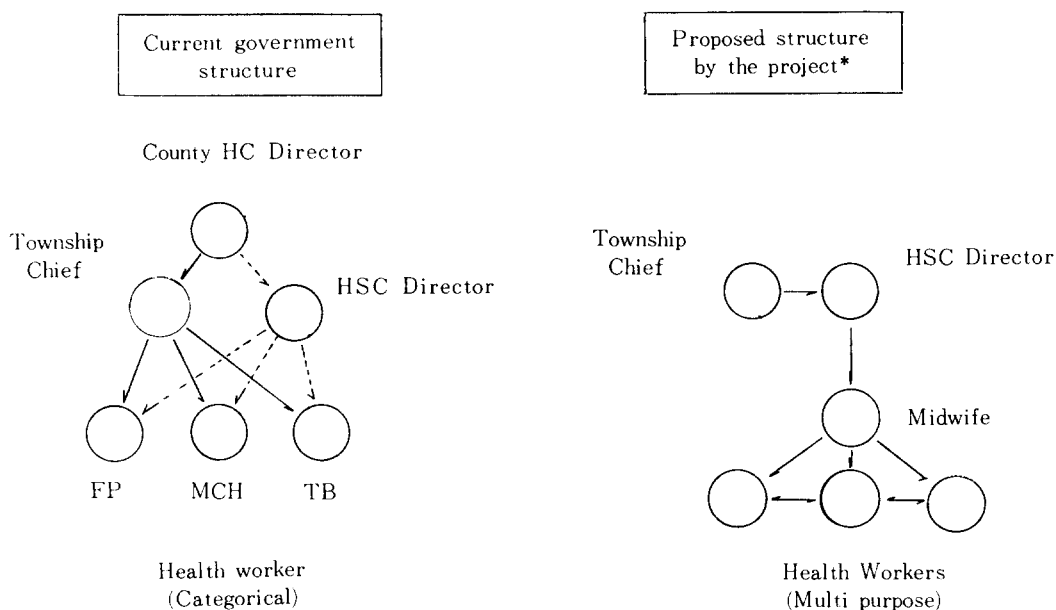 Current government
structure
County HC Director
Township
Chief
HSC Director
FP
MCH
TB
Health worker
(Categorical)
Proposed structure
by the project*
Township
Chief
HSC Director
Midwife
Health Workers
(Multi purpose)